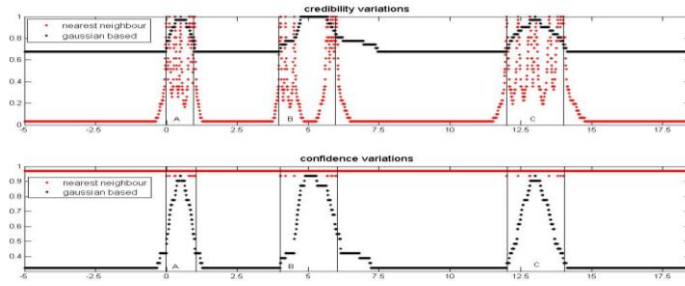 credibility variations
1
0.8
0.6
0.4
0.2
0
nearest neighbour
gaussian based
A
B
C
-5 -2.5 0 2.5 5 7.5 10 12.5 15 17.5
confidence variations
1
0.9
0.8
0.7
0.6
0.5
0.4
nearest neighbour
gaussian based
A
B
C
-5 -2.5 0 2.5 5 7.5 10 12.5 15 17.5